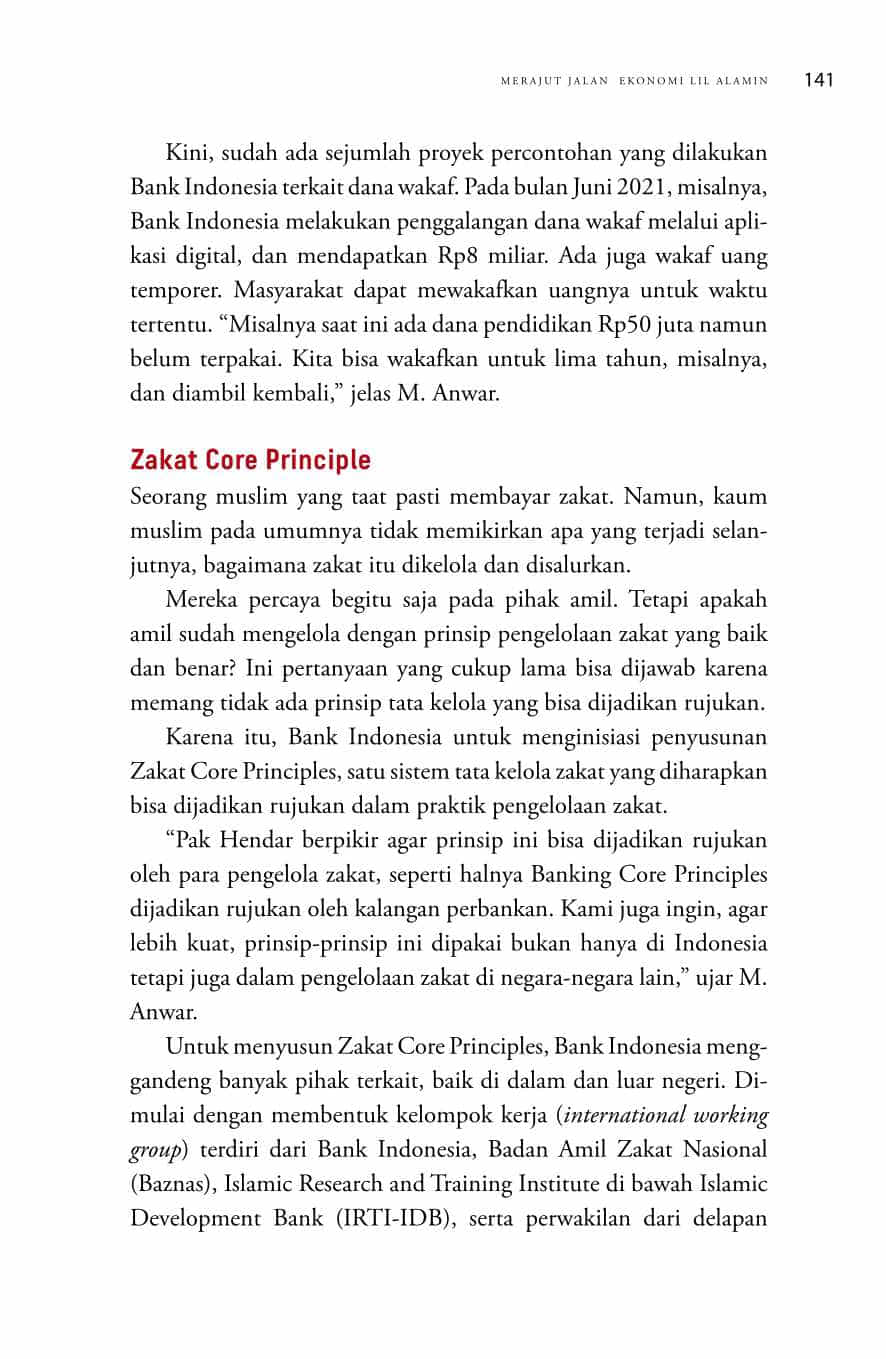 MERAJUT JALAN EKONOMI LIL ALAMIN 141
Kini, sudah ada sejumlah proyek percontohan yang dilakukan
Bank Indonesia terkait dana wakaf. Pada bulan Juni 2021, misalnya,
Bank Indonesia melakukan penggalangan dana wakaf melalui apli-
kasi digital, dan mendapatkan Rp8 miliar. Ada juga wakaf uang
temporer. Masyarakat dapat mewakafkan uangnya untuk waktu
tertentu. “Misalnya saat ini ada dana pendidikan Rp50 juta namun
belum terpakai. Kita bisa wakafkan untuk lima tahun, misalnya,
dan diambil kembali,” jelas M. Anwar.
Zakat Core Principle
Seorang muslim yang taat pasti membayar zakat. Namun, kaum
muslim pada umumnya tidak memikirkan apa yang terjadi selan-
jutnya, bagaimana zakat itu dikelola dan disalurkan.
Mereka percaya begitu saja pada pihak amil. Tetapi apakah
amil sudah mengelola dengan prinsip pengelolaan zakat yang baik
dan benar? Ini pertanyaan yang cukup lama bisa dijawab karena
memang tidak ada prinsip tata kelola yang bisa dijadikan rujukan.
Karena itu, Bank Indonesia untuk menginisiasi penyusunan
Zakat Core Principles, satu sistem tata kelola zakat yang diharapkan
bisa dijadikan rujukan dalam praktik pengelolaan zakat.
“Pak Hendar berpikir agar prinsip ini bisa dijadikan rujukan
oleh para pengelola zakat, seperti halnya Banking Core Principles
dijadikan rujukan oleh kalangan perbankan. Kami juga ingin, agar
lebih kuat, prinsip-prinsip ini dipakai bukan hanya di Indonesia
tetapi juga dalam pengelolaan zakat di negara-negara lain,” ujar M.
Anwar.
Untuk menyusun Zakat Core Principles, Bank Indonesia meng-
gandeng banyak pihak terkait, baik di dalam dan luar negeri. Di-
mulai dengan membentuk kelompok kerja (international working
group) terdiri dari Bank Indonesia, Badan Amil Zakat Nasional
(Baznas), Islamic Research and Training Institute di bawah Islamic
Development Bank (IRTI-IDB), serta perwakilan dari delapan